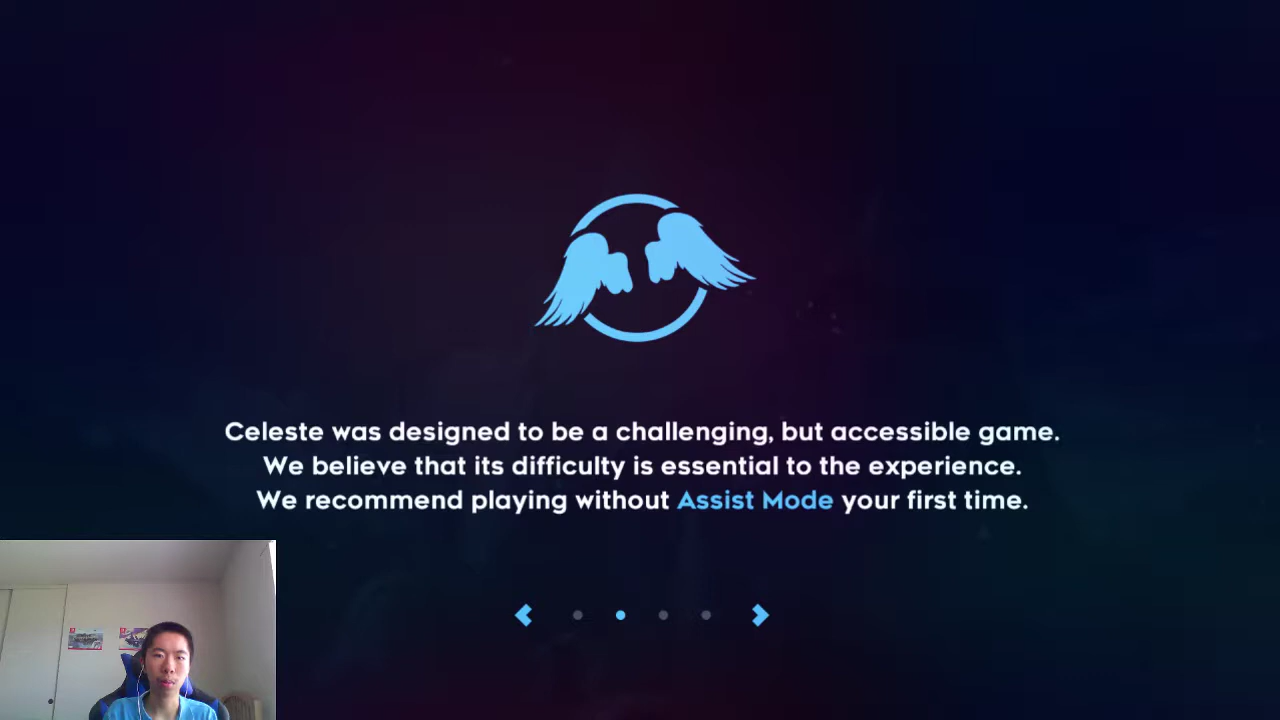 Celeste was designed to be a challenging, but accessible game.
We believe that its difficulty is essential to the experience.
We recommend playing without Assist Mode your first time.